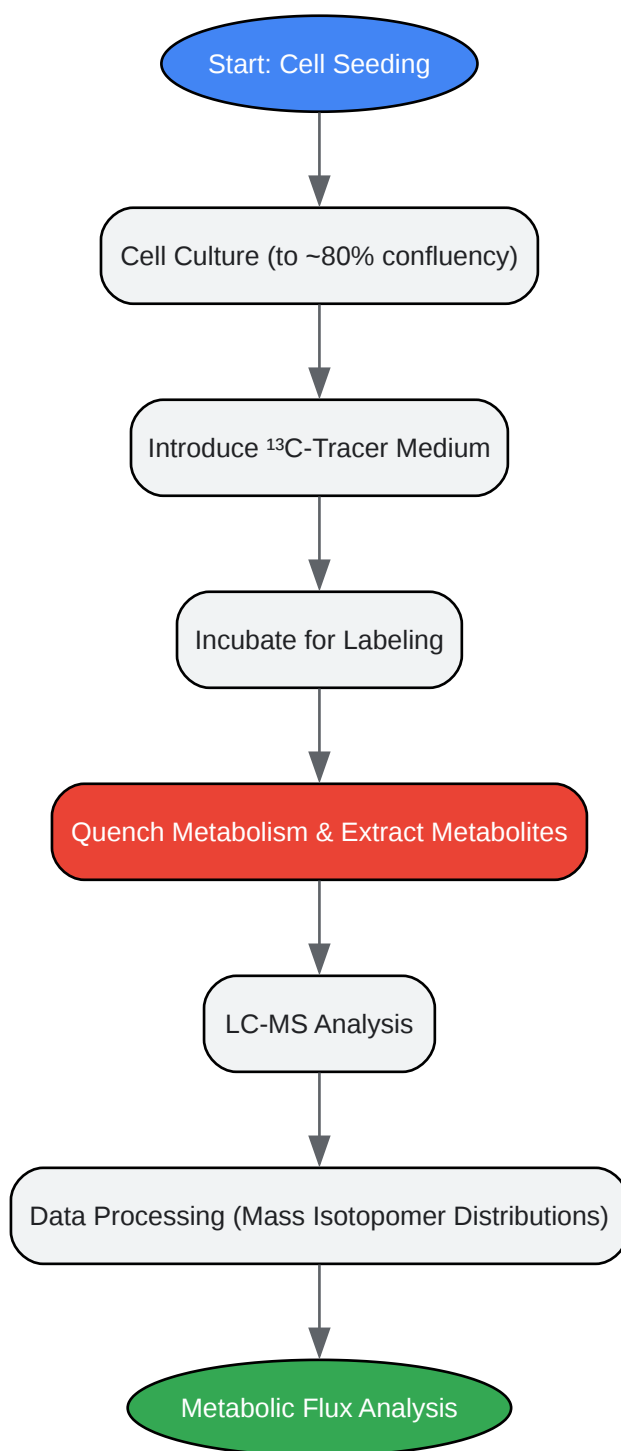 Start: Cell Seeding
Cell Culture (to ~80% confluency)
Introduce ¹³C-Tracer Medium
Incubate for Labeling
Quench Metabolism & Extract Metabolites
LC-MS Analysis
Data Processing (Mass Isotopomer Distributions)
Metabolic Flux Analysis